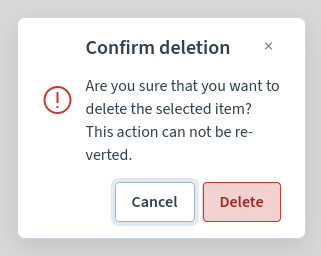 Confirm deletion ×
Are you sure that you want to
delete the selected item?
This action can not be re-
verted.
Cancel Delete